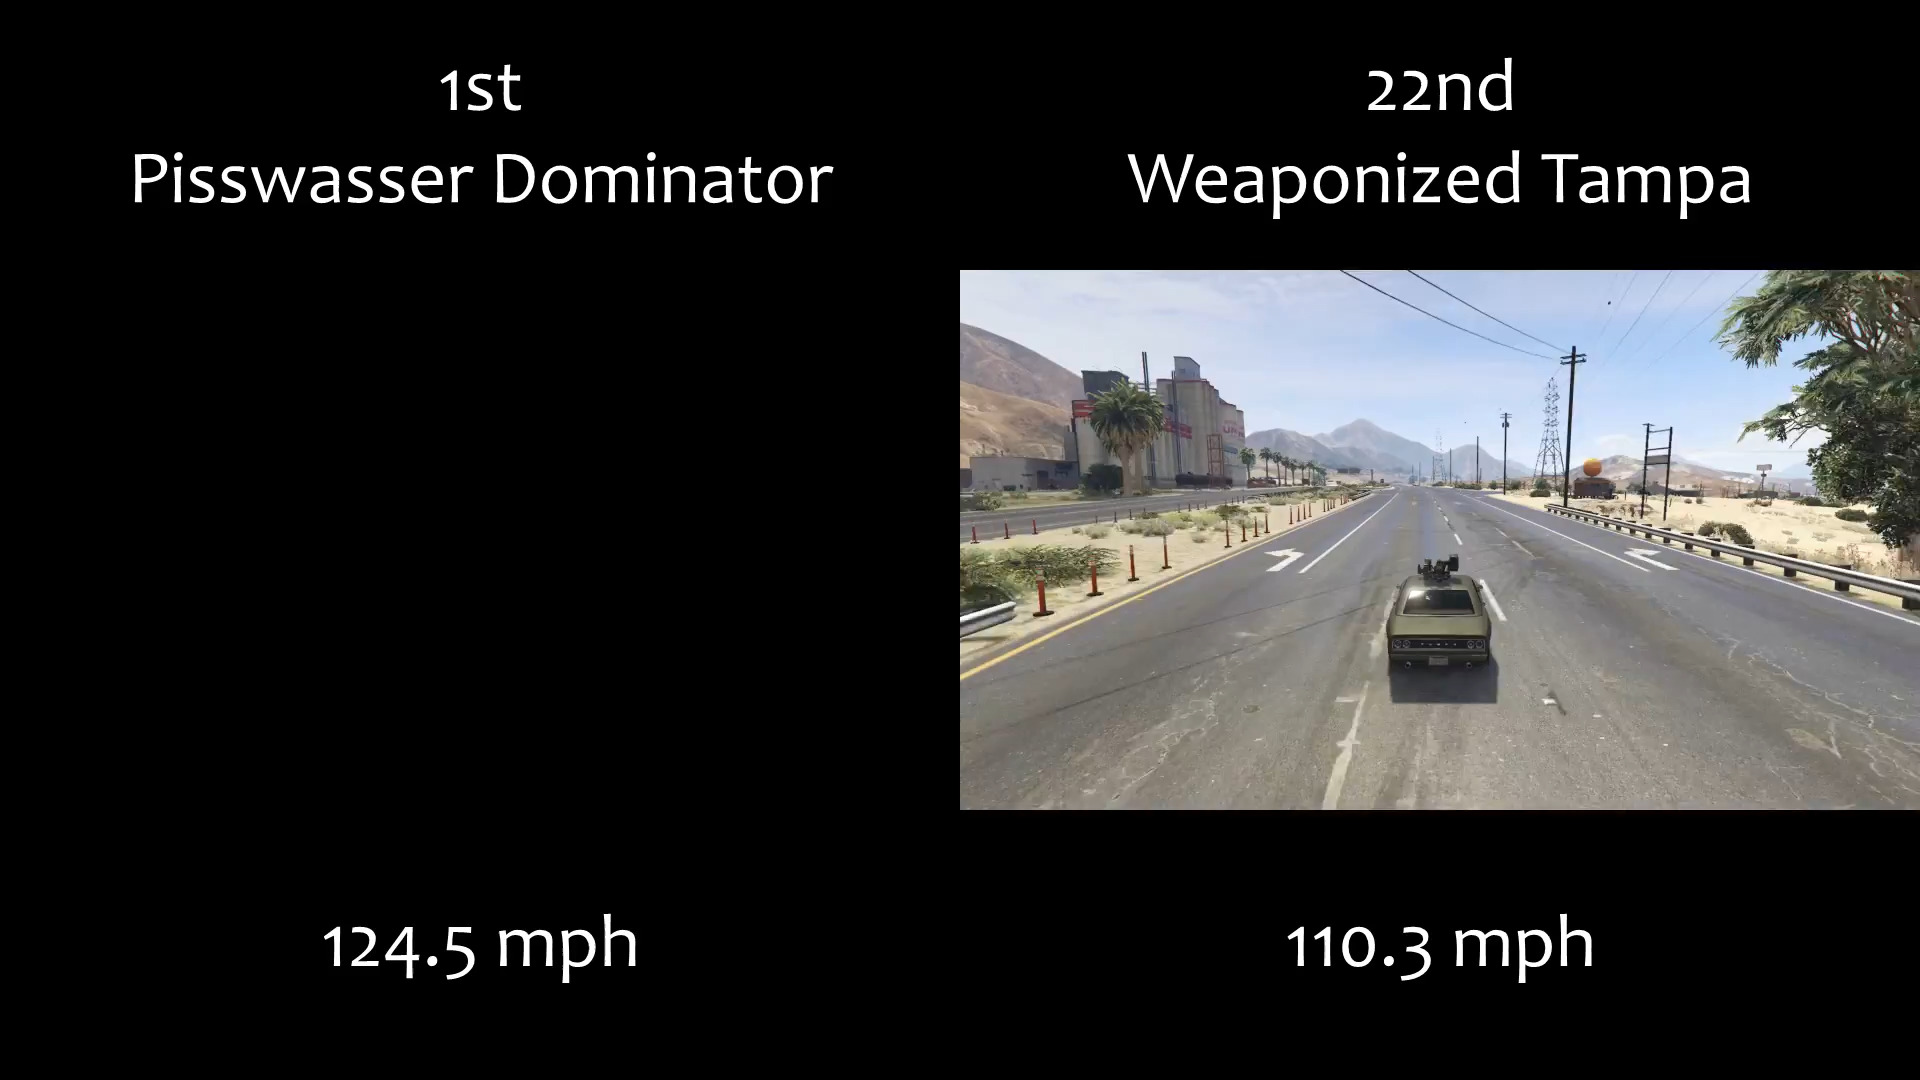 1st
Pisswasser Dominator
22nd
Weaponized Tampa
124.5 mph
110.3 mph